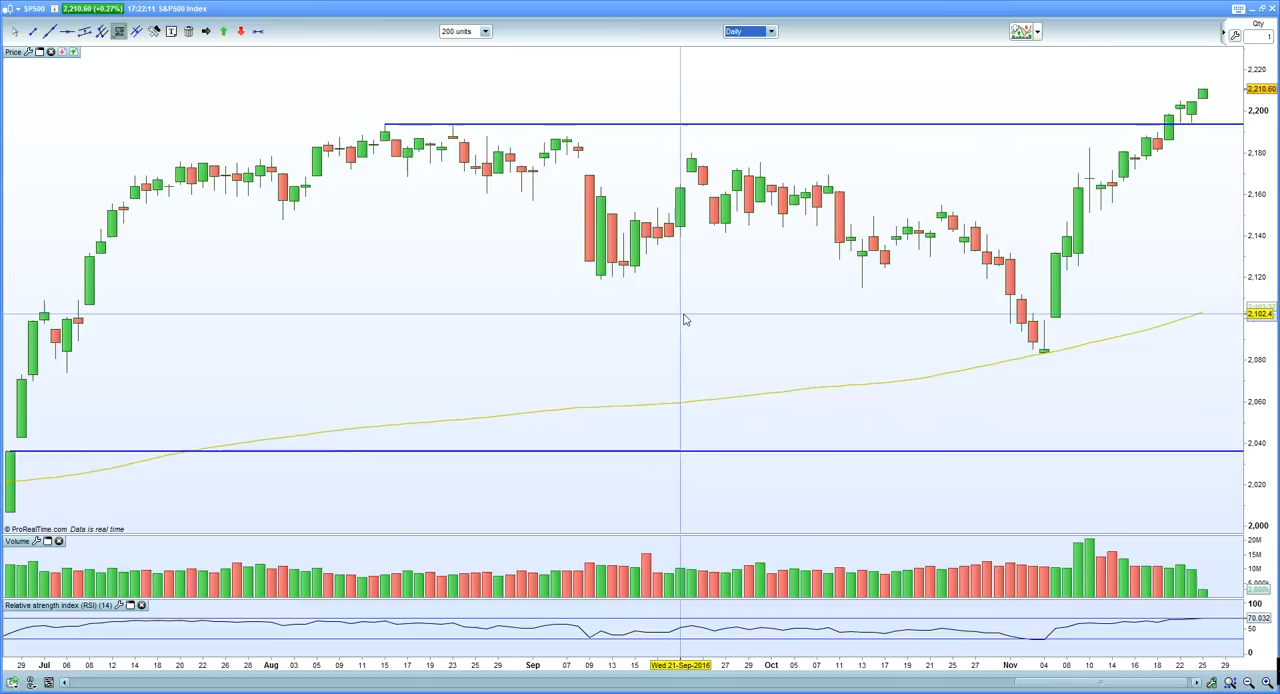 SP500 2,210.60 (+0.27%) 17:22:11 S&P500 Index
200 units Daily Qty
1
Price
2,220
2,210.60
2,200
2,180
2,160
2,140
2,120
2,102.4
2,080
2,060
2,040
2,020
2,000
© ProRealTime.com Data is real time
Volume
20M
15M
10M
Relative strength index (RSI) (14)
100
70.032
50
0
29 Jul 06 08 12 14 18 20 22 26 28 Aug 03 05 09 11 15 17 19 23 25 29 Sep 07 09 13 15 Wed 21-Sep-2016 27 29 Oct 05 07 11 13 17 19 21 25 27 Nov 04 08 10 14 16 18 22 25 29